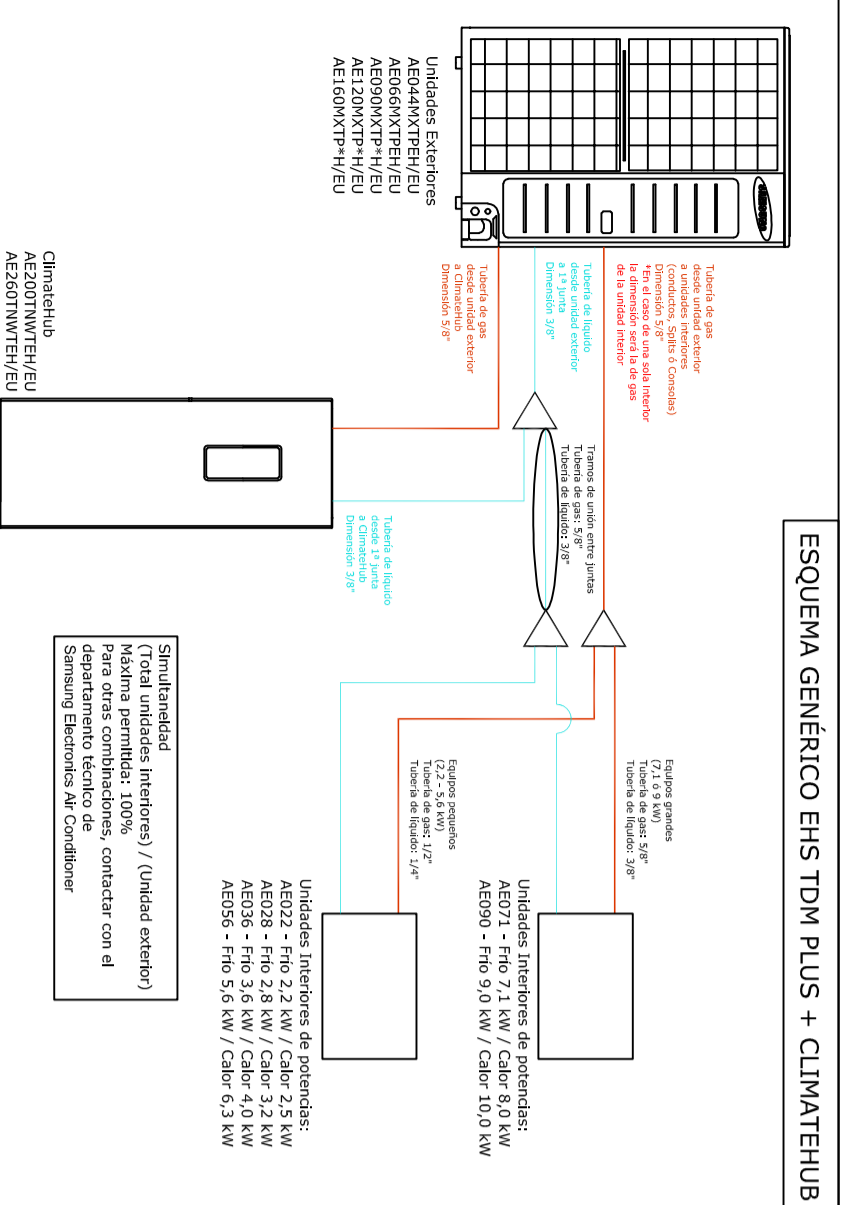 ESQUEMA GENÉRICO EHS TDM PLUS + CLIMATEHUB
SAMSUNG
Unidades Exteriores
AE044MXTPEH/EU
AE066MXTPEH/EU
AE090MXTP*H/EU
AE120MXTP*H/EU
AE160MXTP*H/EU
Tubería de gas
desde unidad exterior
a unidades interiores
(conductos, Splits ó Consolas)
Dimensión 5/8"
*En el caso de una sola Interior
la dimensión será la de gas
de la unidad interior
Tubería de líquido
desde unidad exterior
a 1ª junta
Dimensión 3/8"
Tubería de gas
desde unidad exterior
a ClimateHub
Dimensión 5/8"
Tramos de unión entre juntas
Tubería de gas: 5/8"
Tubería de líquido: 3/8"
Tubería de líquido
desde 1ª junta
a ClimateHub
Dimensión 3/8"
Equipos grandes
(7,1 ó 9 kW)
Tubería de gas: 5/8"
Tubería de líquido: 3/8"
Equipos pequeños
(2,2 - 5,6 kW)
Tubería de gas: 1/2"
Tubería de líquido: 1/4"
Unidades Interiores de potencias:
AE071 - Frío 7,1 kW / Calor 8,0 kW
AE090 - Frío 9,0 kW / Calor 10,0 kW
Unidades Interiores de potencias:
AE022 - Frío 2,2 kW / Calor 2,5 kW
AE028 - Frío 2,8 kW / Calor 3,2 kW
AE036 - Frío 3,6 kW / Calor 4,0 kW
AE056 - Frío 5,6 kW / Calor 6,3 kW
ClimateHub
AE200TNWTEH/EU
AE260TNWTEH/EU
Simultaneidad
(Total unidades interiores) / (Unidad exterior)
Máxima permitida: 100%
Para otras combinaciones, contactar con el
departamento técnico de
Samsung Electronics Air Conditioner